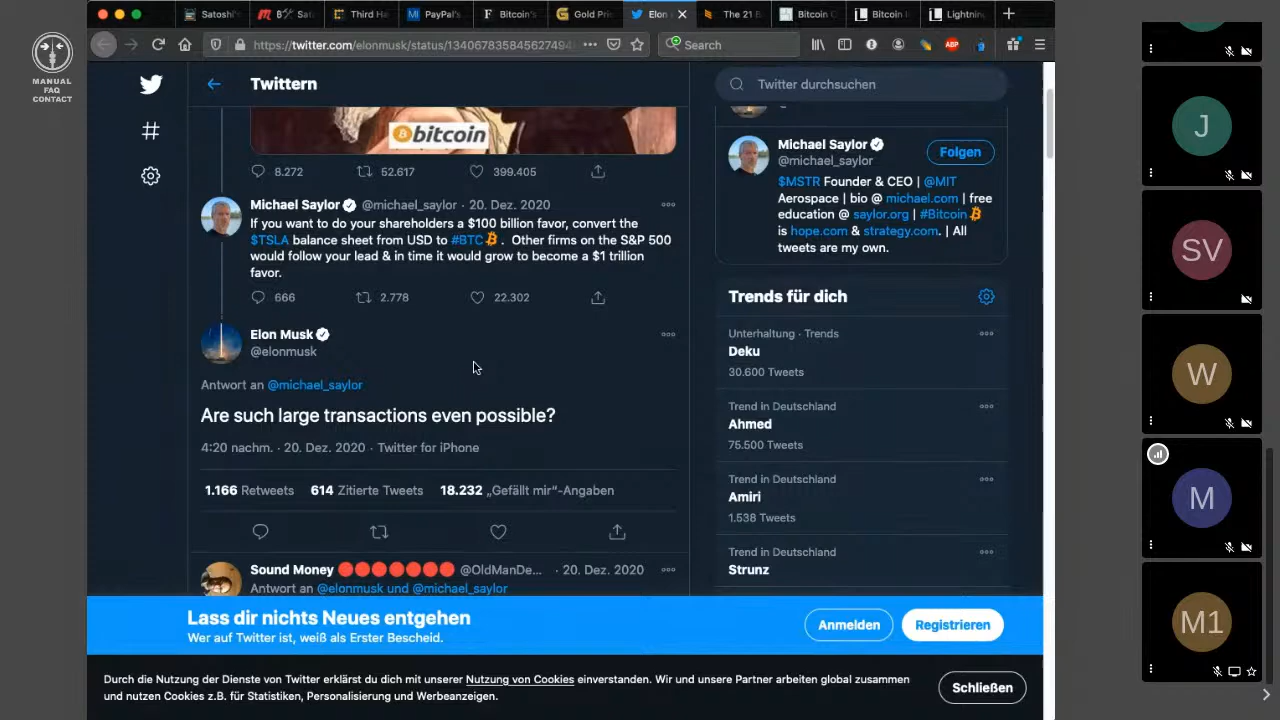 MANUAL
FAQ
CONTACT
Satoshi's
Sat
Third Ha
PayPal's
Bitcoin's
Gold Pri
Elon
The 21
Bitcoin
Bitcoin
Lightnin
https://twitter.com/elonmusk/status/134067835845627494
Search
ABP
Twittern
Twitter durchsuchen
bitcoin
8.272
52.617
399.405
Michael Saylor @michael_saylor · 20. Dez. 2020
If you want to do your shareholders a $100 billion favor, convert the
$TSLA balance sheet from USD to #BTC. Other firms on the S&P 500
would follow your lead & in time it would grow to become a $1 trillion
favor.
666
2.778
22.302
Elon Musk
@elonmusk
Antwort an @michael_saylor
Are such large transactions even possible?
4:20 nachm. · 20. Dez. 2020 · Twitter for iPhone
1.166 Retweets 614 Zitierte Tweets 18.232 „Gefällt mir“-Angaben
Sound Money @OldManDe... · 20. Dez. 2020
Antwort an @elonmusk und @michael_saylor
Michael Saylor
@michael_saylor
Folgen
$MSTR Founder & CEO | @MIT
Aerospace | bio @ michael.com | free
education @ saylor.org | #Bitcoin
is hope.com & strategy.com. | All
tweets are my own.
Trends für dich
Unterhaltung · Trends
Deku
30.600 Tweets
Trend in Deutschland
Ahmed
75.500 Tweets
Trend in Deutschland
Amiri
1.538 Tweets
Trend in Deutschland
Strunz
Lass dir nichts Neues entgehen
Wer auf Twitter ist, weiß als Erster Bescheid.
Anmelden
Registrieren
Durch die Nutzung der Dienste von Twitter erklärst du dich mit unserer Nutzung von Cookies einverstanden. Wir und unsere Partner arbeiten global zusammen
und nutzen Cookies z.B. für Statistiken, Personalisierung und Werbeanzeigen.
Schließen
J
SV
W
M
M1